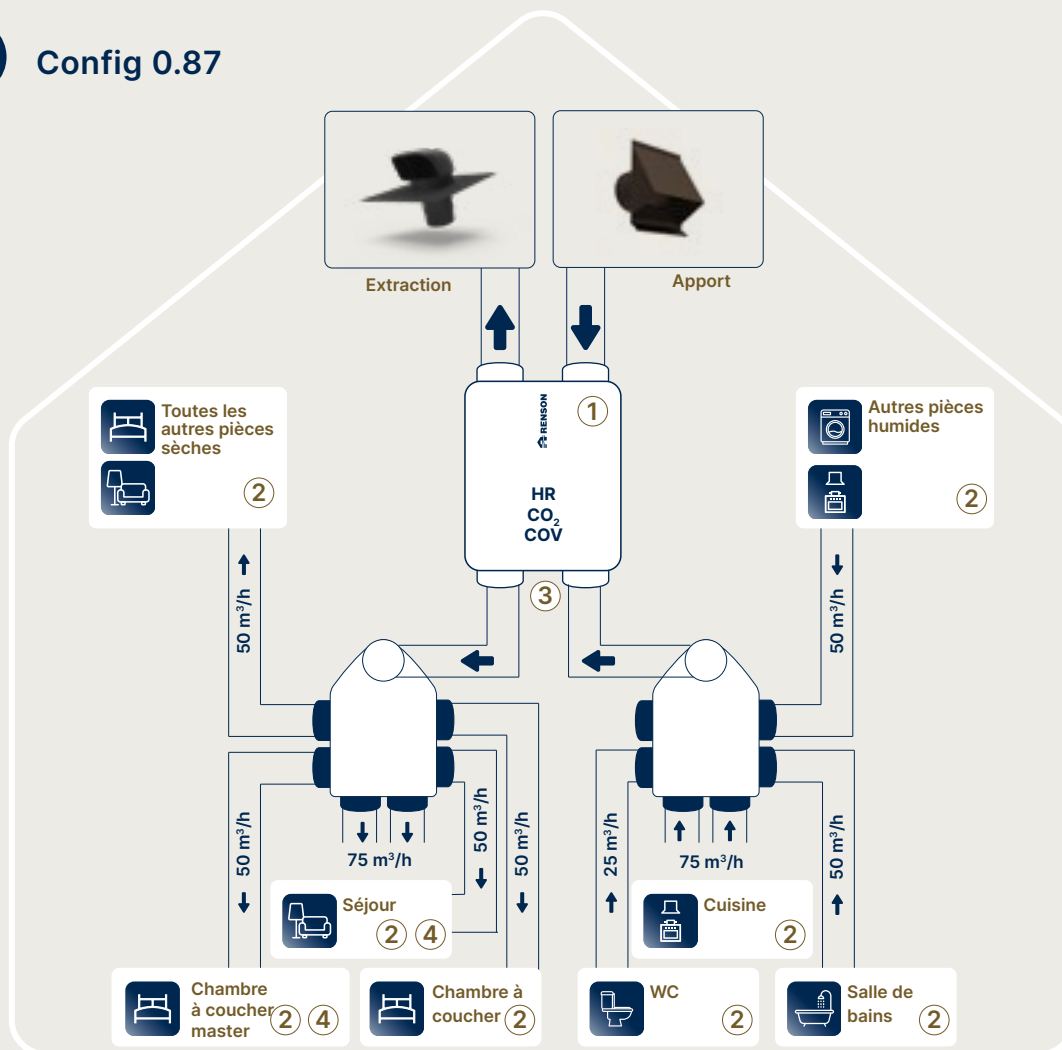 Config 0.87
Extraction
Apport
RENSON
1
HR
CO₂
COV
3
Toutes les
autres pièces
sèches
2
Autres pièces
humides
2
50 m³/h
50 m³/h
50 m³/h
75 m³/h
50 m³/h
50 m³/h
25 m³/h
75 m³/h
50 m³/h
Séjour
2 4
Cuisine
2
Chambre
à coucher
master
2 4
Chambre à
coucher
2
WC
2
Salle de
bains
2